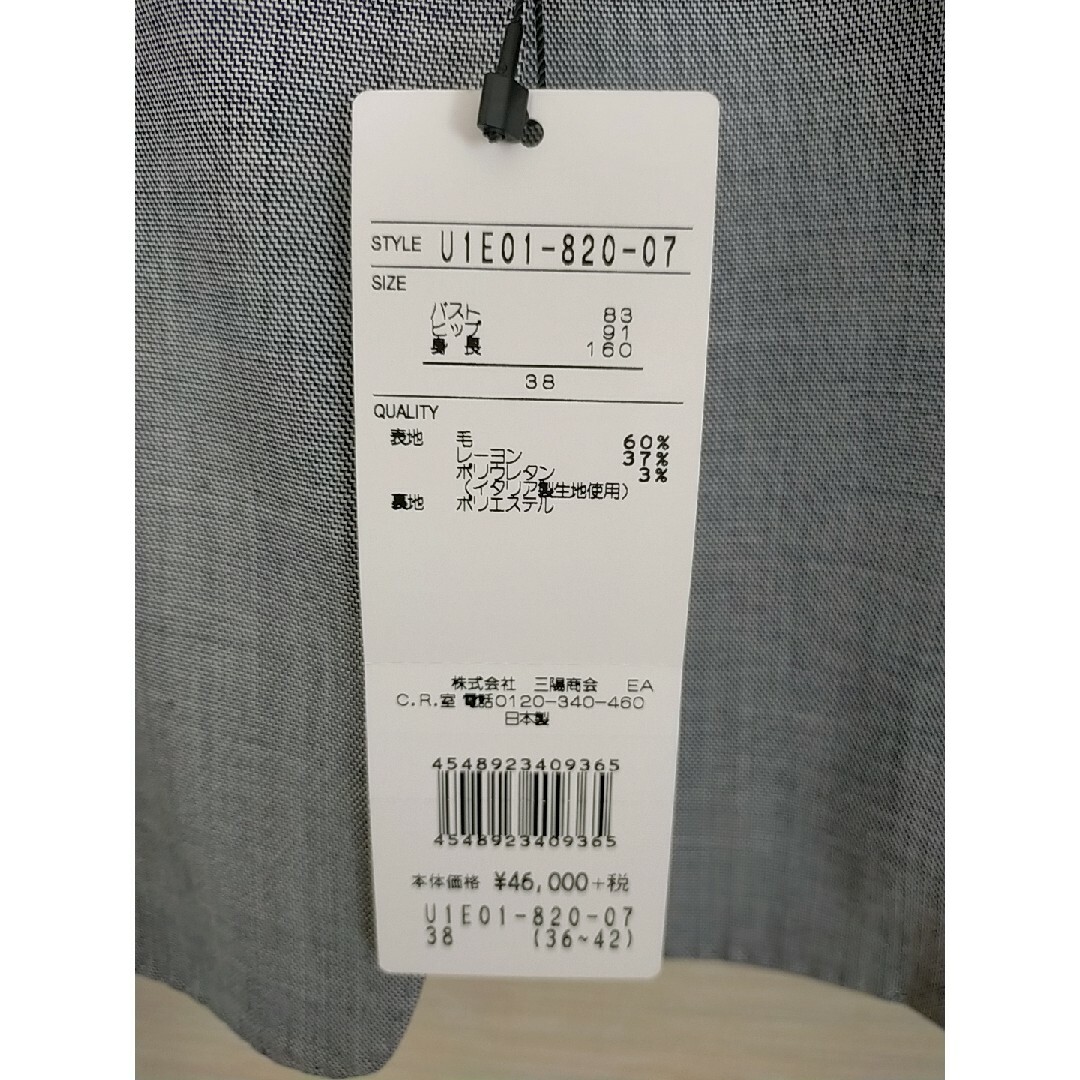 STYLE U1E01-820-07
SIZE
バスト 83
ヒップ 91
身長 160
38
QUALITY
表地 毛 60%
レーヨン 37%
ポリウレタン 3%
(イタリア製生地使用)
裏地 ポリエステル
株式会社 三陽商会 EA
C.R.室 電話0120-340-460
日本製
4548923409365
4548923409365
本体価格 ¥46,000+税
U1E01-820-07
38 (36~42)